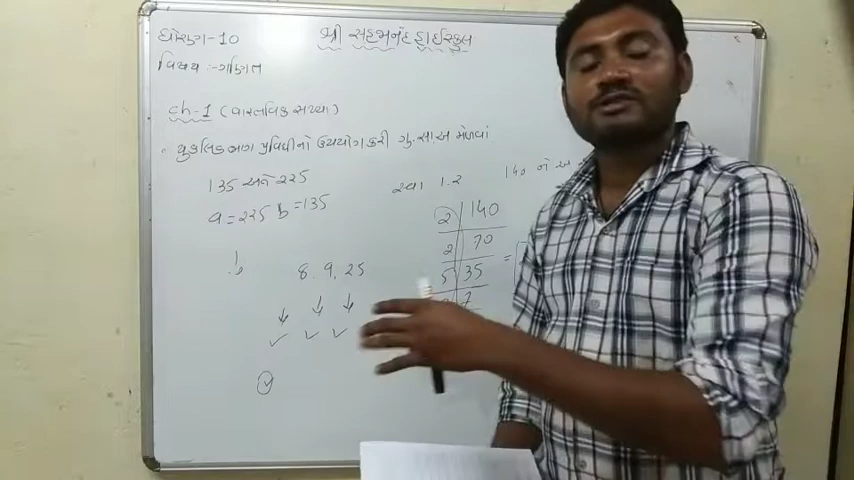 ધોરણ-10
શ્રી સહજાનંદ હાઈસ્કુલ
વિષય :- ગણિત
ch-1 (વાસ્તવિક સંખ્યા)
યુકલિડ ભાગ પ્રવિધીનો ઉપયોગ કરી ગુ.સા.અ મેળવો
135 અને 225
a=225 b=135
સ્વા 1.2
140 ને અ
2 140
2 70
5 35 =
7
8. 9. 25